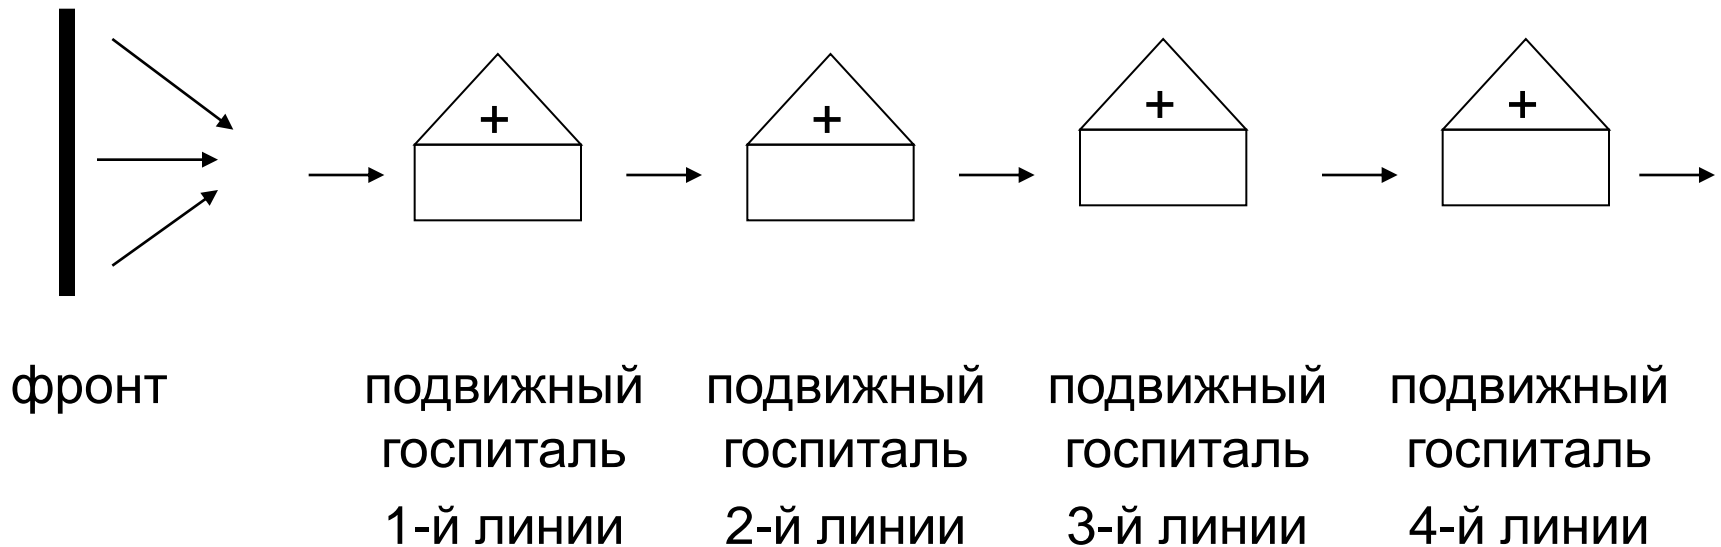 + + + +
фронт
подвижный госпиталь 1-й линии
подвижный госпиталь 2-й линии
подвижный госпиталь 3-й линии
подвижный госпиталь 4-й линии